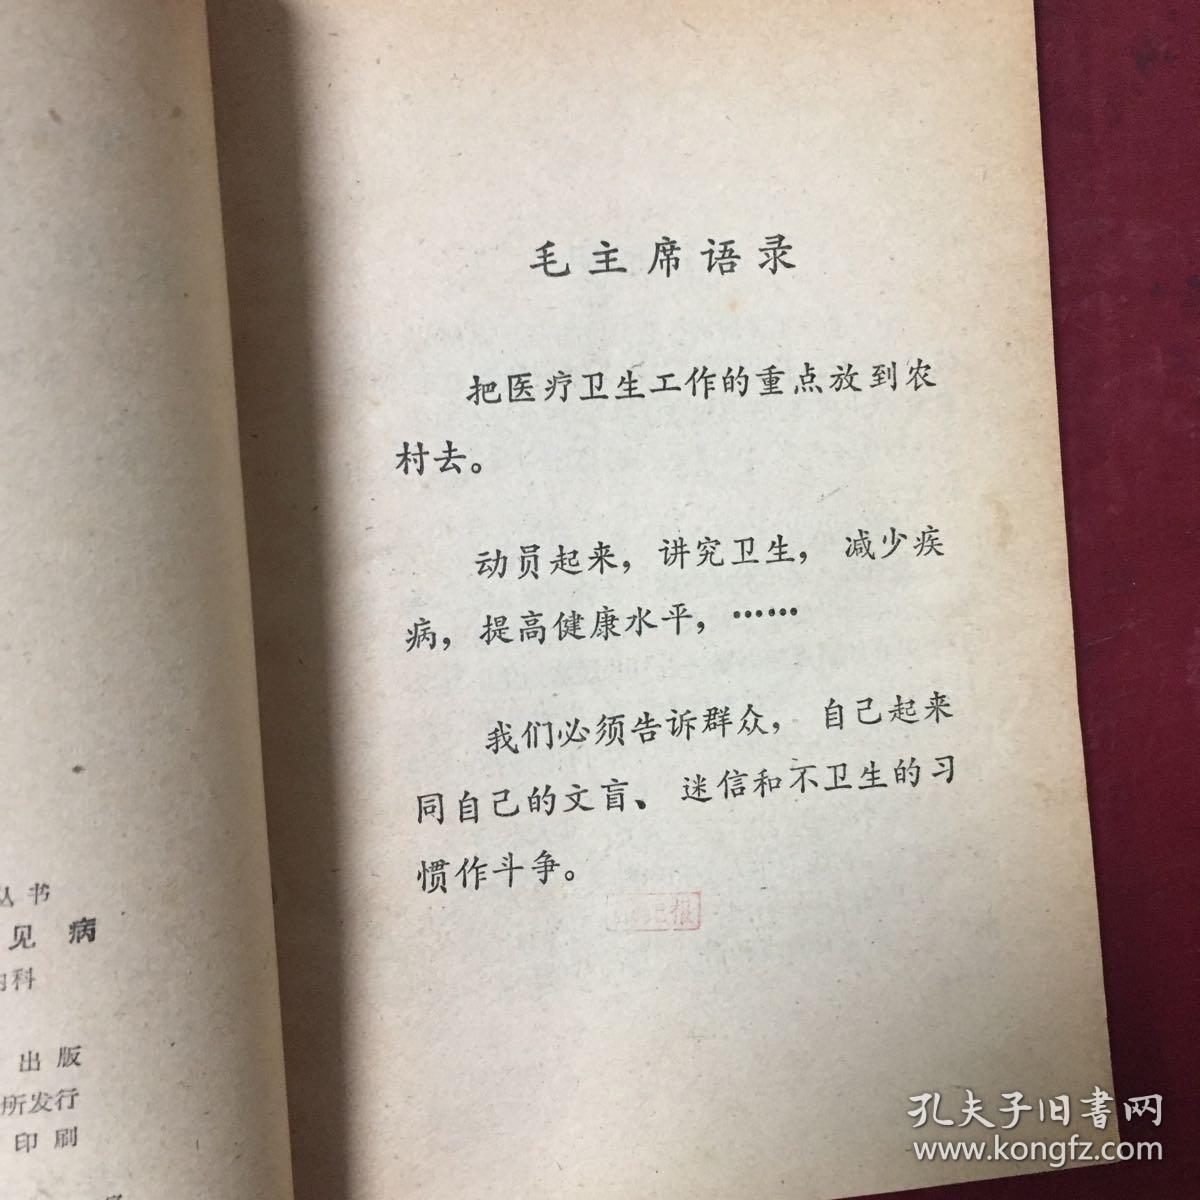 毛主席语录
把医疗卫生工作的重点放到农
村去。
动员起来，讲究卫生，减少疾
病，提高健康水平，……
我们必须告诉群众，自己起来
同自己的文盲、迷信和不卫生的习
惯作斗争。
丛书
见病
内科
出版
所发行
印刷
孔夫子旧书网
www.kongfz.com